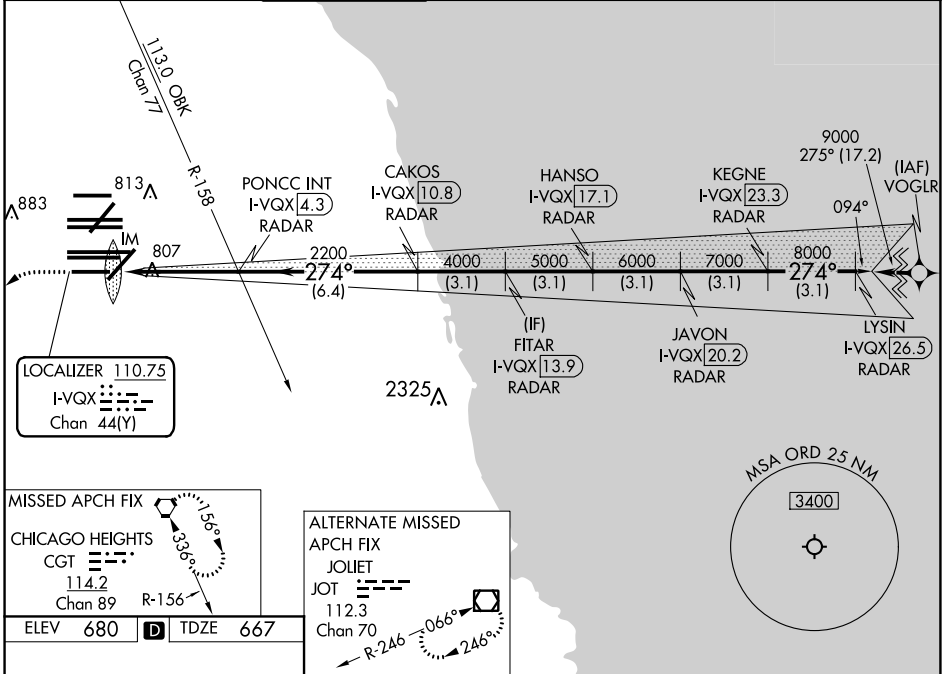 113.0 OBK
Chan 77
R-158
9000
275° (17.2)
(IAF)
VOGLR
094°
PONCC INT
I-VQX 4.3
RADAR
CAKOS
I-VQX 10.8
RADAR
HANSO
I-VQX 17.1
RADAR
KEGNE
I-VQX 23.3
RADAR
813
883
IM
807
2200
274°
(6.4)
4000
(3.1)
5000
(3.1)
6000
(3.1)
7000
(3.1)
8000
274°
(3.1)
(IF)
FITAR
I-VQX 13.9
RADAR
JAVON
I-VQX 20.2
RADAR
LYSIN
I-VQX 26.5
RADAR
LOCALIZER 110.75
I-VQX
Chan 44(Y)
2325
MSA ORD 25 NM
3400
MISSED APCH FIX
CHICAGO HEIGHTS
CGT
114.2
Chan 89
R-156
336°
156°
ALTERNATE MISSED
APCH FIX
JOLIET
JOT
112.3
Chan 70
R-246
066°
246°
ELEV 680 D TDZE 667